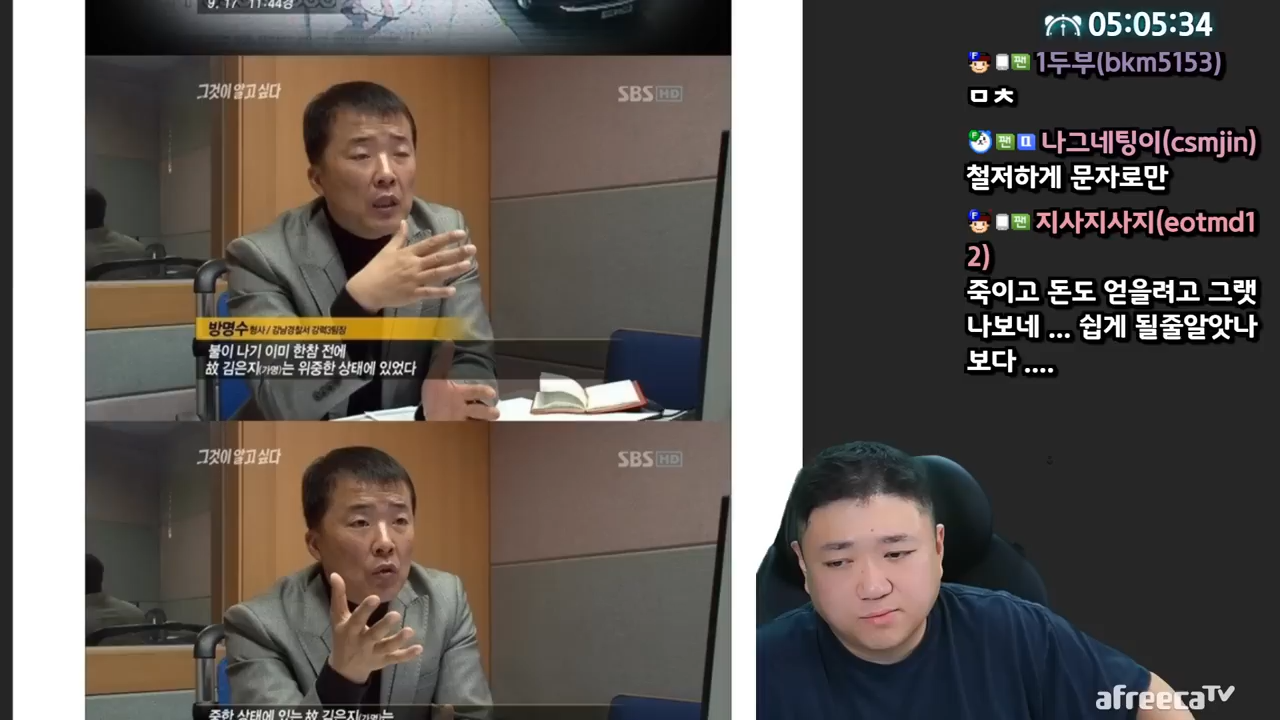 9. 17 11:44경
그것이 알고 싶다
SBS HD
방명수 형사 / 강남경찰서 강력3팀장
불이 나기 이미 한참 전에
故 김은지(가명)는 위중한 상태에 있었다
그것이 알고 싶다
SBS HD
중한 상태에 있는 故 김은지(가명)는
05:05:34
1두부(bkm5153)
ㅁㅊ
나그네팅이(csmjin)
철저하게 문자로만
지사지사지(eotmd1
2)
죽이고 돈도 얻을려고 그랫
나보네 ... 쉽게 될줄알앗나
보다 ....
afreecaTV